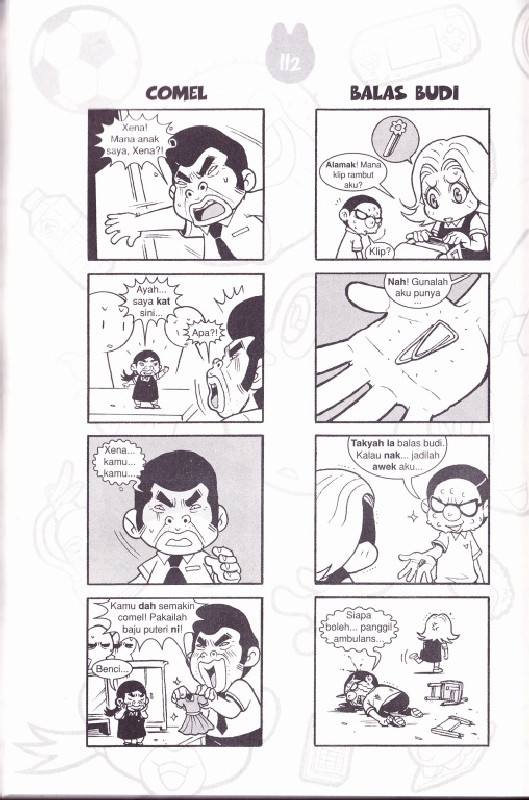 112
COMEL
Xena!
Mana anak
saya, Xena?!
Ayah...
saya kat
sini...
Apa?!
Xena...
kamu...
kamu...
Kamu dah semakin
comel! Pakailah
baju puteri ni!
Benci...
BALAS BUDI
Alamak! Mana
klip rambut
aku?
Klip?
Nah! Gunalah
aku punya
...
Takyah la balas budi.
Kalau nak... jadilah
awek aku...
Siapa
boleh... panggil
ambulans...